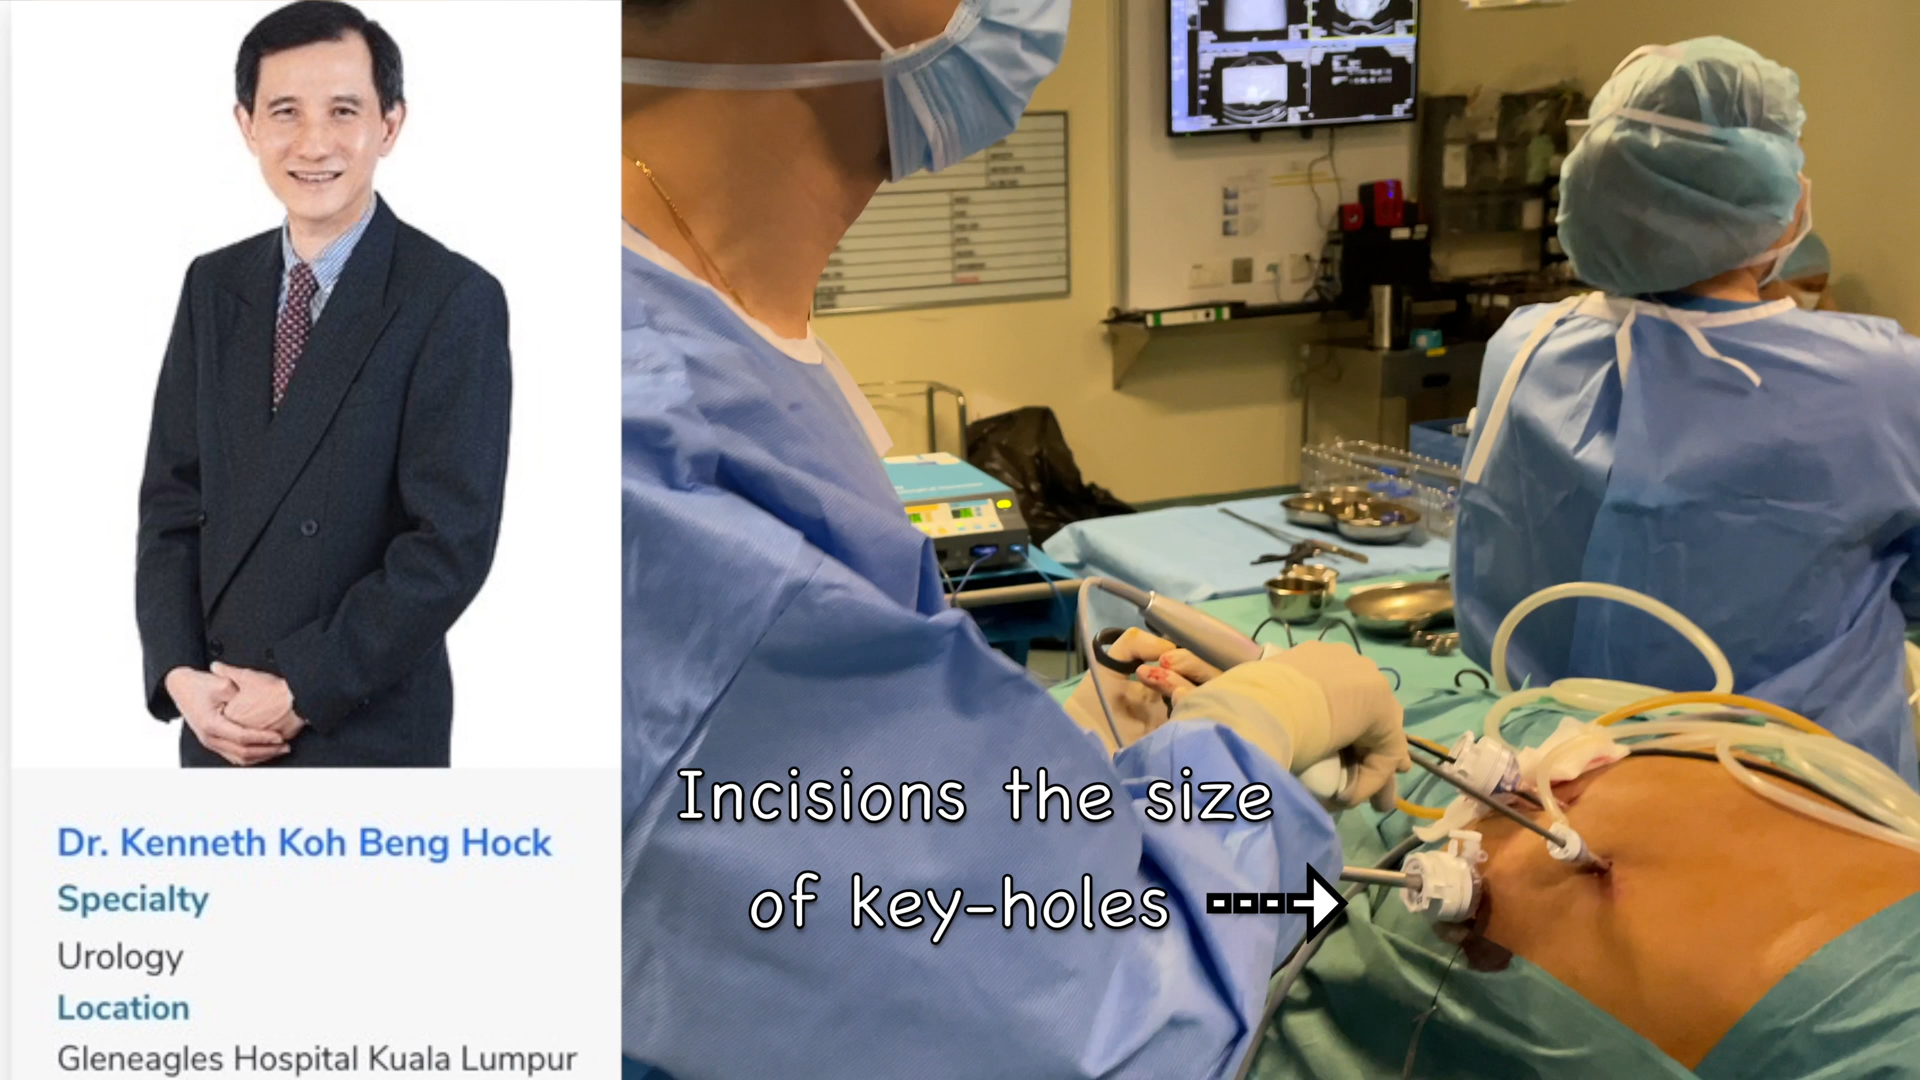 Dr. Kenneth Koh Beng Hock
Specialty
Urology
Location
Gleneagles Hospital Kuala Lumpur
Incisions the size
of key-holes